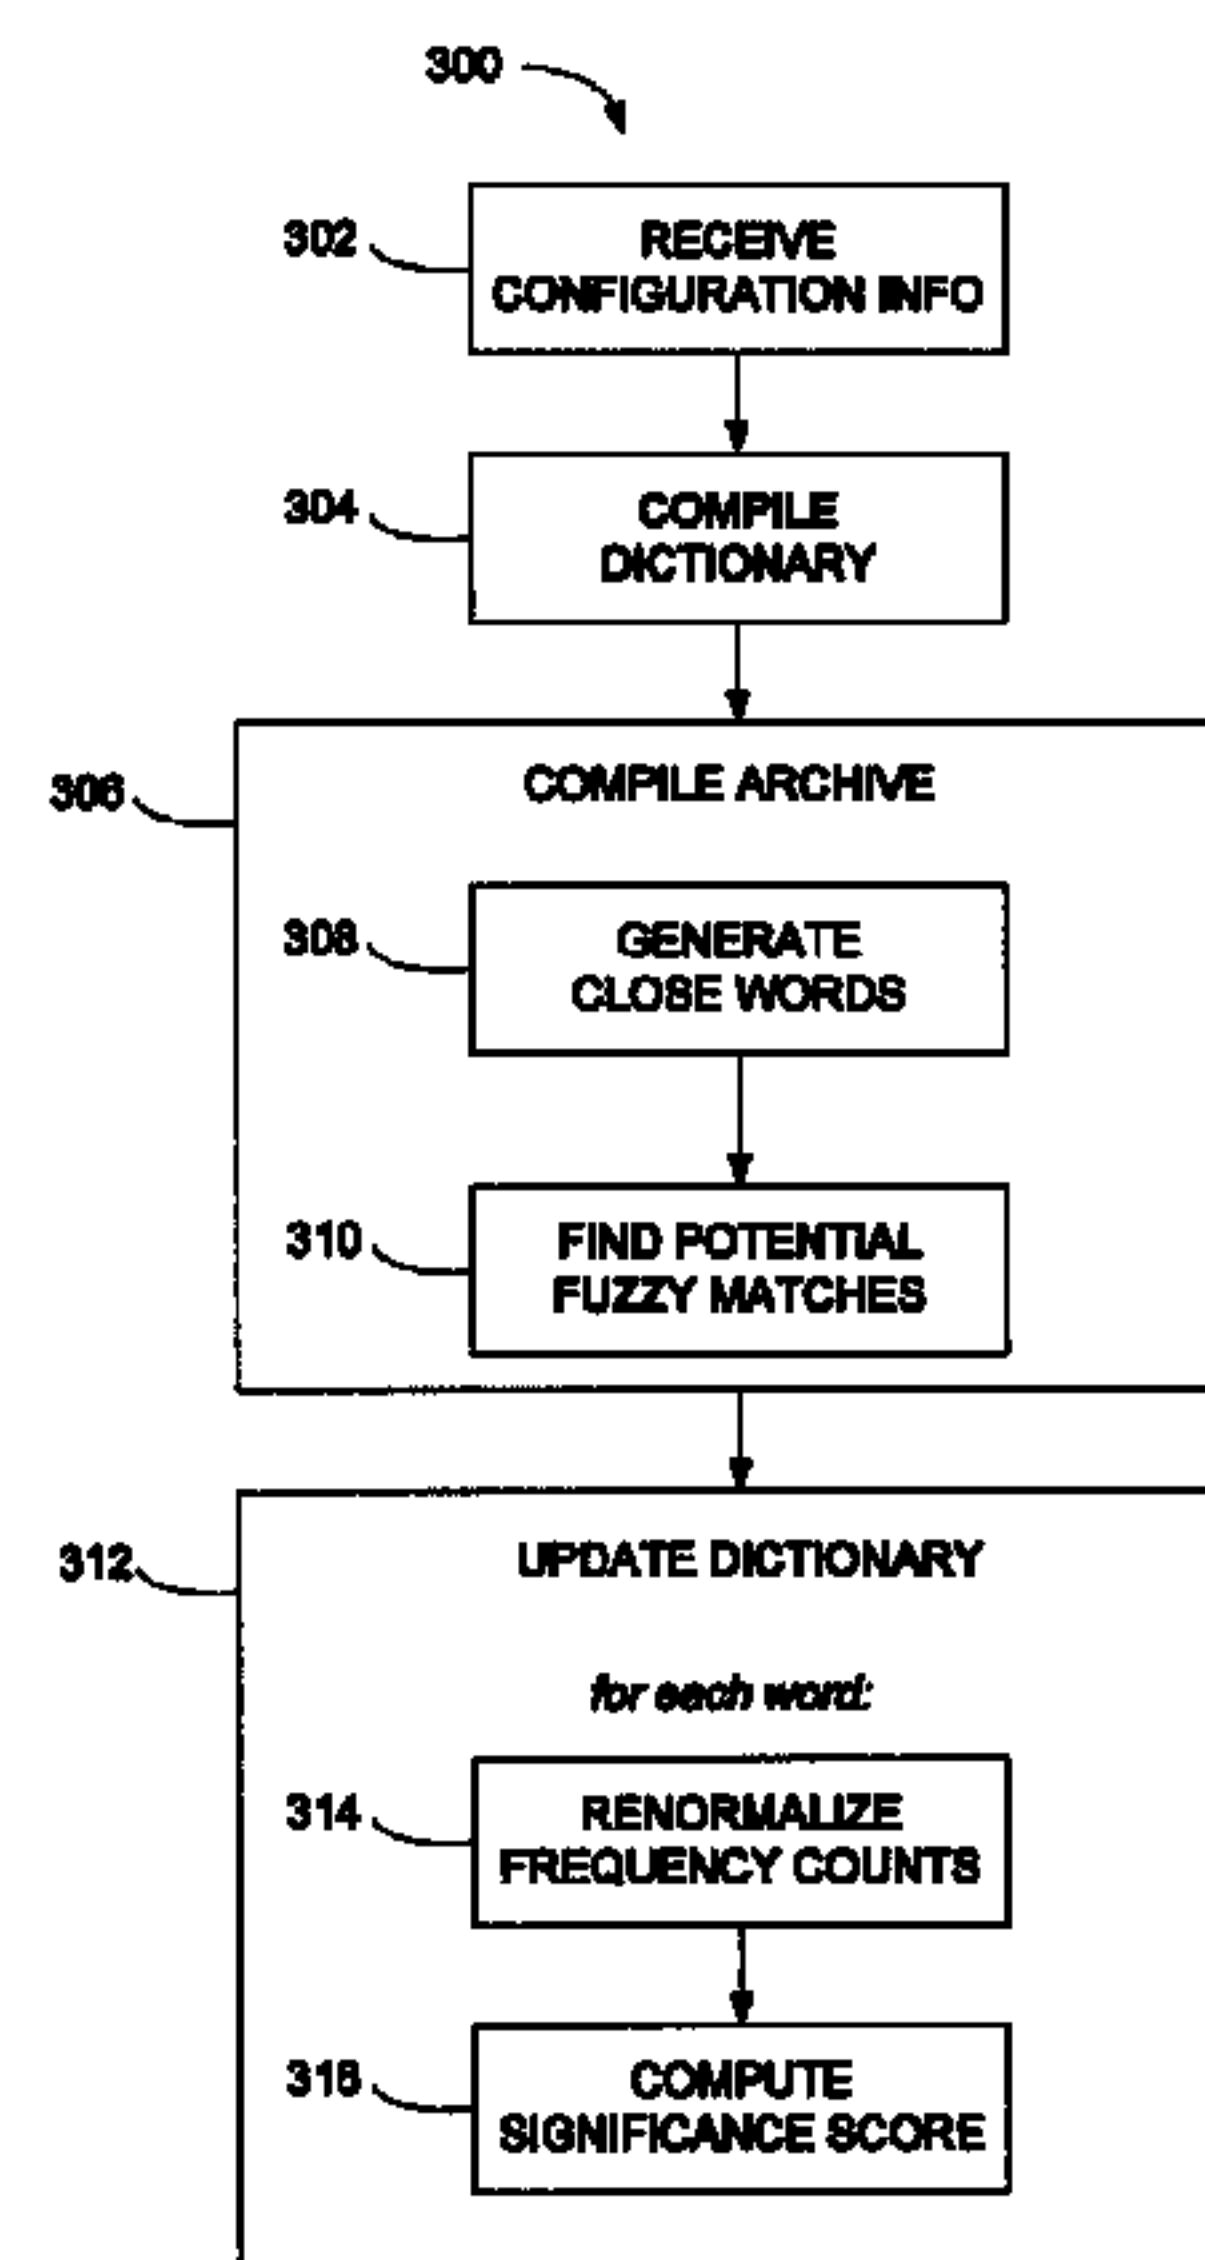 300
302
RECEIVE
CONFIGURATION INFO
304
COMPILE
DICTIONARY
306
COMPILE ARCHIVE
308
GENERATE
CLOSE WORDS
310
FIND POTENTIAL
FUZZY MATCHES
312
UPDATE DICTIONARY
for each word:
314
RENORMALIZE
FREQUENCY COUNTS
COMPUTE
SIGNIFICANCE SCORE